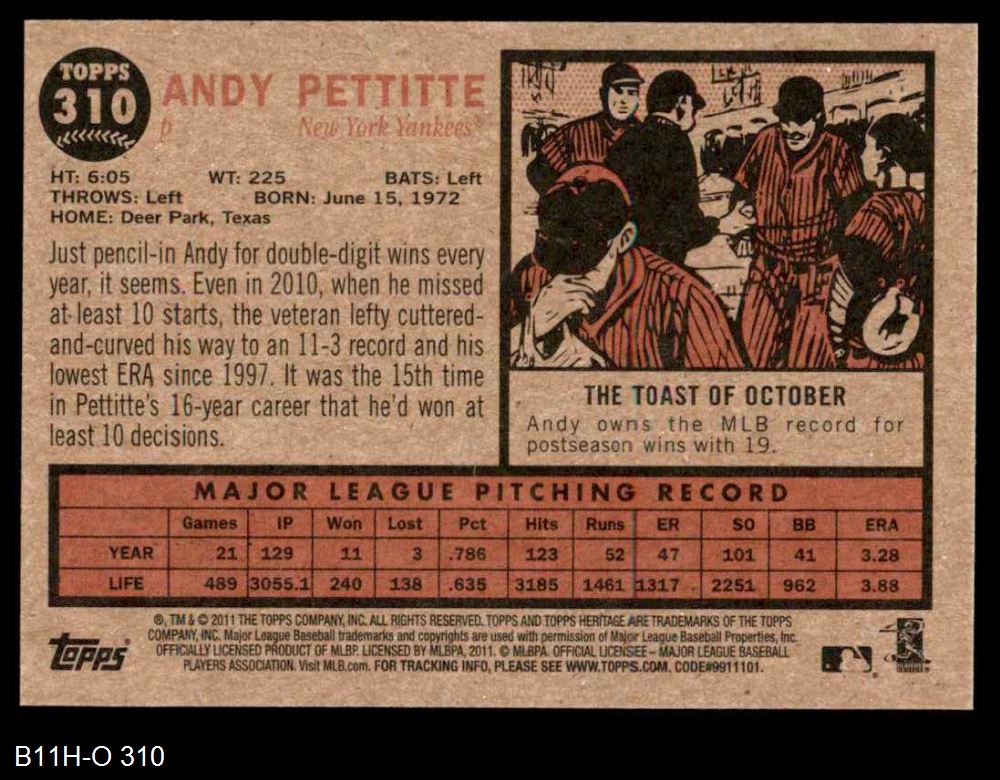 TOPPS
310
ANDY PETTITTE
p New York Yankees®
HT: 6:05 WT: 225 BATS: Left
THROWS: Left BORN: June 15, 1972
HOME: Deer Park, Texas
Just pencil-in Andy for double-digit wins every
year, it seems. Even in 2010, when he missed
at least 10 starts, the veteran lefty cuttered-
and-curved his way to an 11-3 record and his
lowest ERA since 1997. It was the 15th time
in Pettitte's 16-year career that he'd won at
least 10 decisions.
THE TOAST OF OCTOBER
Andy owns the MLB record for
postseason wins with 19.
MAJOR LEAGUE PITCHING RECORD
Games IP Won Lost Pct Hits Runs ER SO BB ERA
YEAR 21 129 11 3 .786 123 52 47 101 41 3.28
LIFE 489 3055.1 240 138 .635 3185 1461 1317 2251 962 3.88
®, TM & © 2011 THE TOPPS COMPANY, INC. ALL RIGHTS RESERVED. TOPPS AND TOPPS HERITAGE ARE TRADEMARKS OF THE TOPPS
COMPANY, INC. Major League Baseball trademarks and copyrights are used with permission of Major League Baseball Properties, Inc.
OFFICIALLY LICENSED PRODUCT OF MLBP. LICENSED BY MLBPA, 2011. © MLBPA. OFFICIAL LICENSEE – MAJOR LEAGUE BASEBALL
PLAYERS ASSOCIATION. Visit MLB.com. FOR TRACKING INFO, PLEASE SEE WWW.TOPPS.COM. CODE#9911101.
Topps®
B11H-O 310